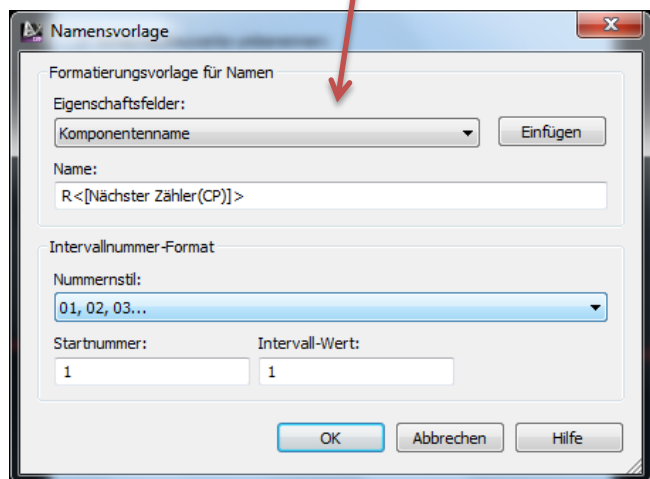 Namensvorlage
Formatierungsvorlage für Namen
Eigenschaftsfelder:
Komponentenname
Einfügen
Name:
R<[Nächster Zähler(CP)]>
Intervallnummer-Format
Nummernstil:
01, 02, 03...
Startnummer: Intervall-Wert:
1 1
OK Abbrechen Hilfe